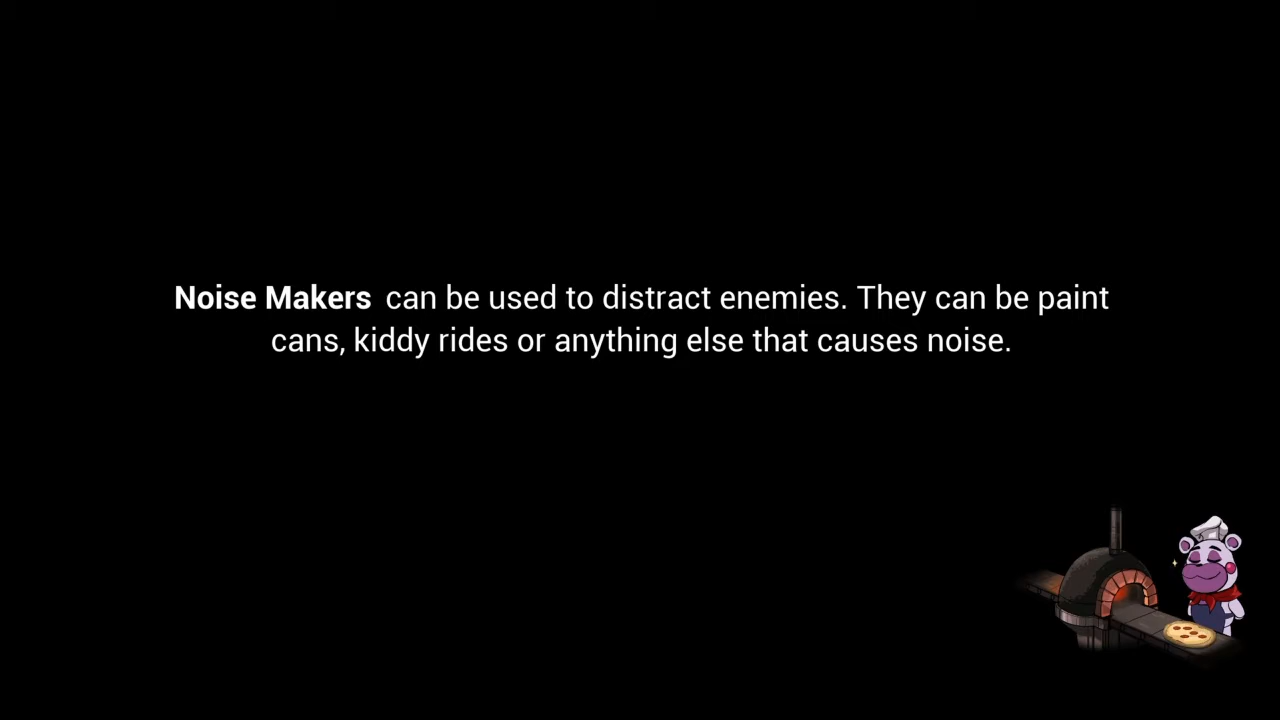 Noise Makers can be used to distract enemies. They can be paint
cans, kiddy rides or anything else that causes noise.